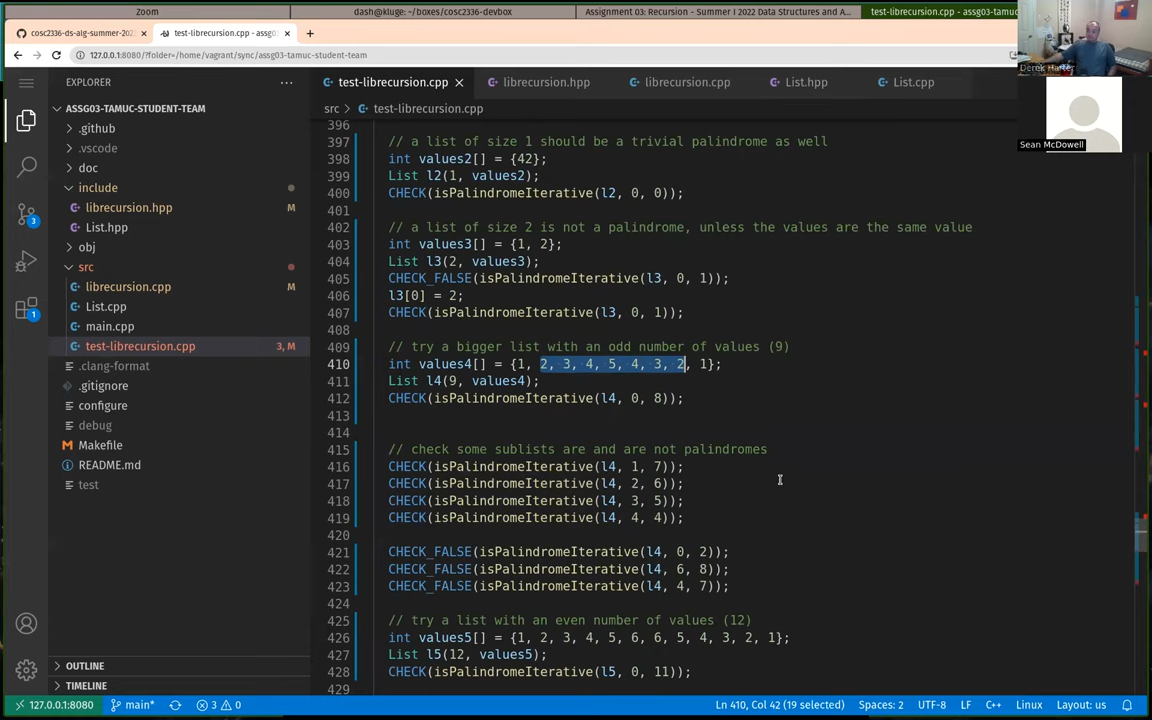 Zoom
dash@kluge: ~/boxes/cosc2336-devbox
Assignment 03: Recursion - Summer I 2022 Data Structures and A...
test-librecursion.cpp - assg03-tamuc
cosc2336-ds-alg-summer-202
test-librecursion.cpp - assg0
127.0.0.1:8080/?folder=/home/vagrant/sync/assg03-tamuc-student-team
Sean McDowell
EXPLORER
test-librecursion.cpp
librecursion.hpp
librecursion.cpp
List.hpp
List.cpp
ASSG03-TAMUC-STUDENT-TEAM
.github
.vscode
doc
include
librecursion.hpp M
List.hpp
obj
src
librecursion.cpp M
List.cpp
main.cpp
test-librecursion.cpp 3, M
.clang-format
.gitignore
configure
debug
Makefile
README.md
test
OUTLINE
TIMELINE
3
1
src > test-librecursion.cpp
396
397 // a list of size 1 should be a trivial palindrome as well
398 int values2[] = {42};
399 List l2(1, values2);
400 CHECK(isPalindromeIterative(l2, 0, 0));
401
402 // a list of size 2 is not a palindrome, unless the values are the same value
403 int values3[] = {1, 2};
404 List l3(2, values3);
405 CHECK_FALSE(isPalindromeIterative(l3, 0, 1));
406 l3[0] = 2;
407 CHECK(isPalindromeIterative(l3, 0, 1));
408
409 // try a bigger list with an odd number of values (9)
410 int values4[] = {1, 2, 3, 4, 5, 4, 3, 2, 1};
411 List l4(9, values4);
412 CHECK(isPalindromeIterative(l4, 0, 8));
413
414
415 // check some sublists are and are not palindromes
416 CHECK(isPalindromeIterative(l4, 1, 7));
417 CHECK(isPalindromeIterative(l4, 2, 6));
418 CHECK(isPalindromeIterative(l4, 3, 5));
419 CHECK(isPalindromeIterative(l4, 4, 4));
420
421 CHECK_FALSE(isPalindromeIterative(l4, 0, 2));
422 CHECK_FALSE(isPalindromeIterative(l4, 6, 8));
423 CHECK_FALSE(isPalindromeIterative(l4, 4, 7));
424
425 // try a list with an even number of values (12)
426 int values5[] = {1, 2, 3, 4, 5, 6, 6, 5, 4, 3, 2, 1};
427 List l5(12, values5);
428 CHECK(isPalindromeIterative(l5, 0, 11));
429
127.0.0.1:8080 main* 3 0 Ln 410, Col 42 (19 selected) Spaces: 2 UTF-8 LF C++ Linux Layout: us